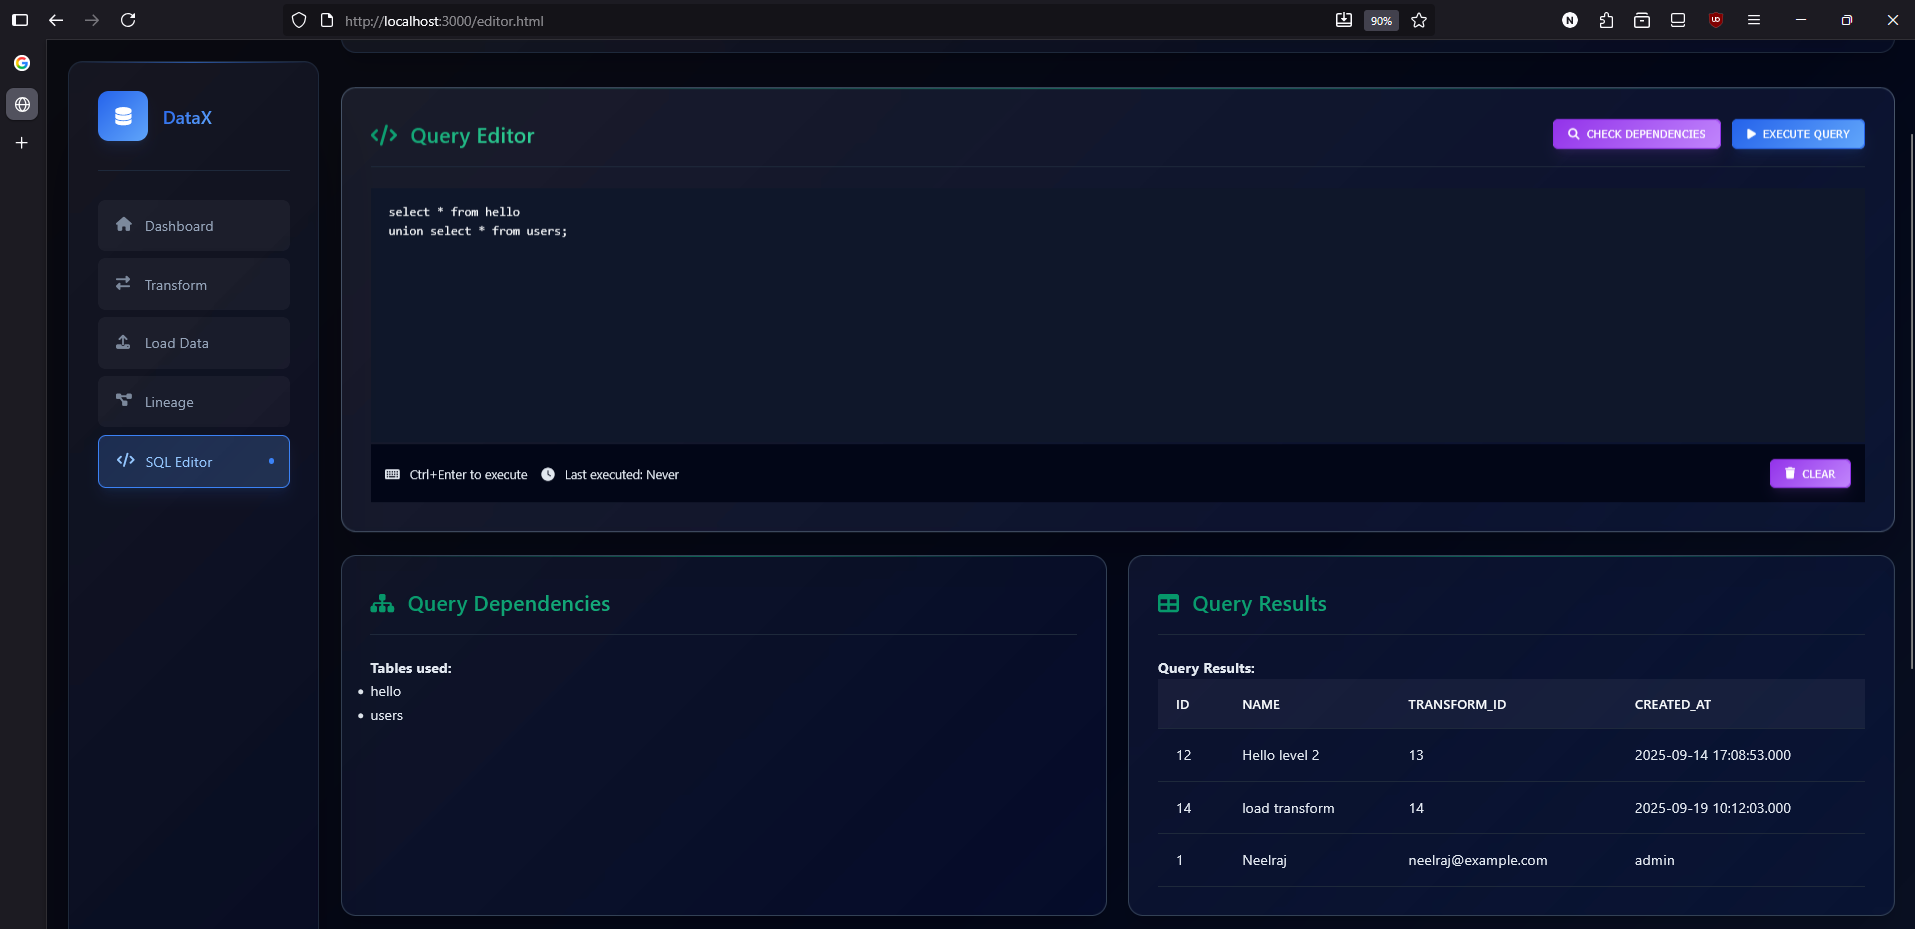 http://localhost:3000/editor.html
90%
N
UD
DataX
Dashboard
Transform
Load Data
Lineage
SQL Editor
Query Editor
CHECK DEPENDENCIES
EXECUTE QUERY
select * from hello
union select * from users;
Ctrl+Enter to execute
Last executed: Never
CLEAR
Query Dependencies
Tables used:
hello
users
Query Results
Query Results:
ID NAME TRANSFORM_ID CREATED_AT
12 Hello level 2 13 2025-09-14 17:08:53.000
14 load transform 14 2025-09-19 10:12:03.000
1 Neelraj neelraj@example.com admin